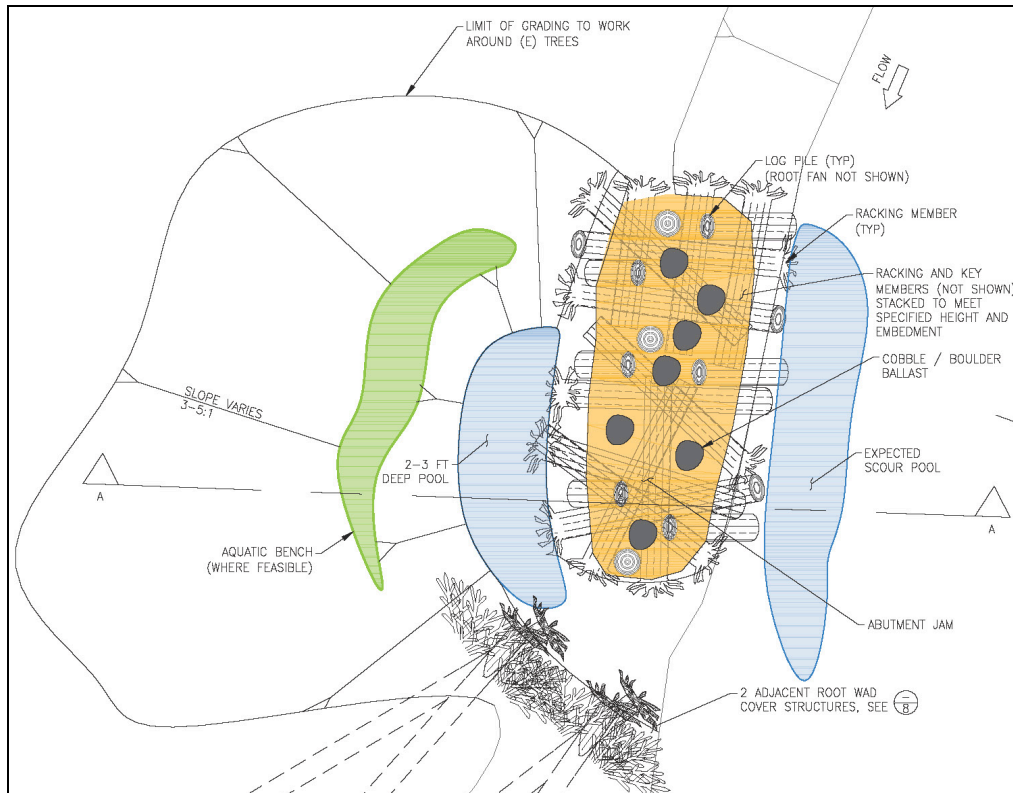 LIMIT OF GRADING TO WORK
AROUND (E) TREES
FLOW
LOG PILE (TYP)
(ROOT FAN NOT SHOWN)
RACKING MEMBER
(TYP)
RACKING AND KEY
MEMBERS (NOT SHOWN)
STACKED TO MEET
SPECIFIED HEIGHT AND
EMBEDMENT
COBBLE / BOULDER
BALLAST
SLOPE VARIES
3-5:1
2-3 FT
DEEP POOL
EXPECTED
SCOUR POOL
A
A
AQUATIC BENCH
(WHERE FEASIBLE)
ABUTMENT JAM
2 ADJACENT ROOT WAD
COVER STRUCTURES, SEE
-
8